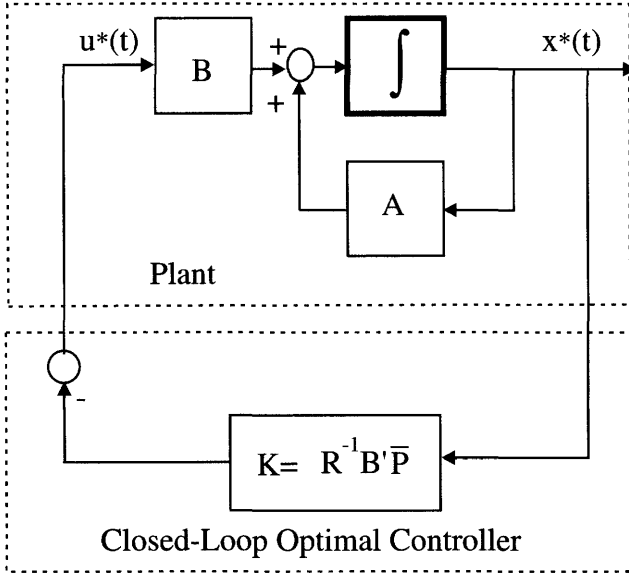 u*(t)
x*(t)
B
+
+
∫
A
Plant
-
K= R⁻¹B'P̅
Closed-Loop Optimal Controller